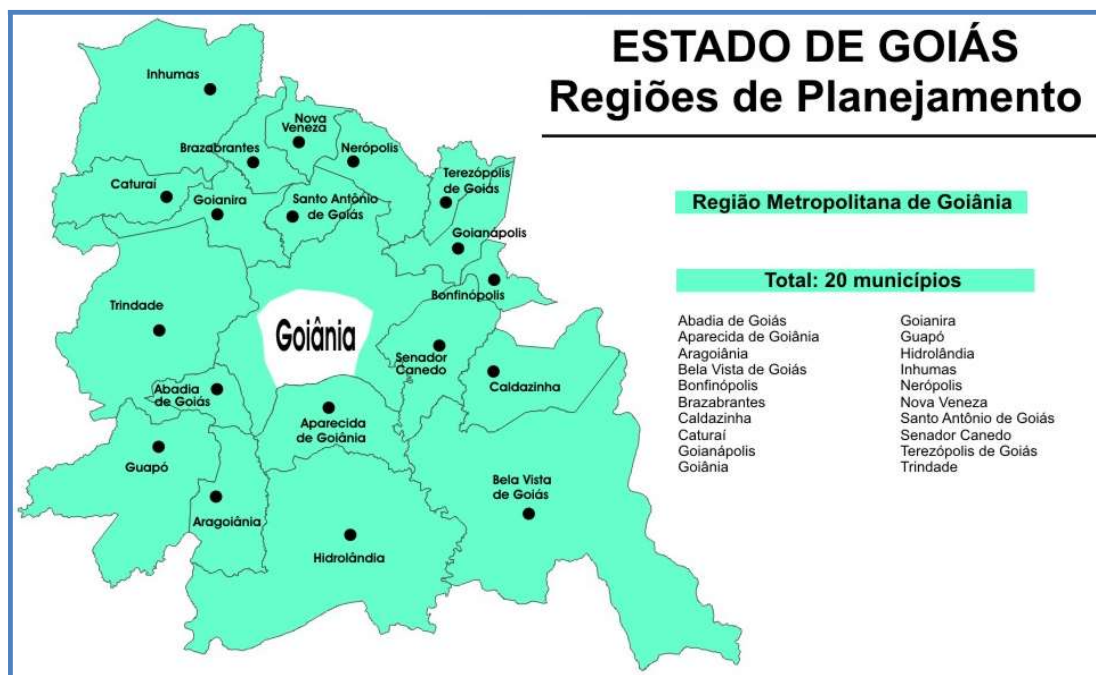 ESTADO DE GOIÁS
Regiões de Planejamento
Região Metropolitana de Goiânia
Total: 20 municípios
Abadia de Goiás
Aparecida de Goiânia
Aragoiânia
Bela Vista de Goiás
Bonfinópolis
Brazabrantes
Caldazinha
Caturaí
Goianápolis
Goiânia
Goianira
Guapó
Hidrolândia
Inhumas
Nerópolis
Nova Veneza
Santo Antônio de Goiás
Senador Canedo
Terezópolis de Goiás
Trindade
Inhumas
Nova
Veneza
Brazabrantes
Nerópolis
Caturaí
Goianira
Santo Antônio
de Goiás
Terezópolis
de Goiás
Goianápolis
Bonfinópolis
Trindade
Goiânia
Senador
Canedo
Caldazinha
Abadia
de Goiás
Aparecida
de Goiânia
Guapó
Aragoiânia
Bela Vista
de Goiás
Hidrolândia